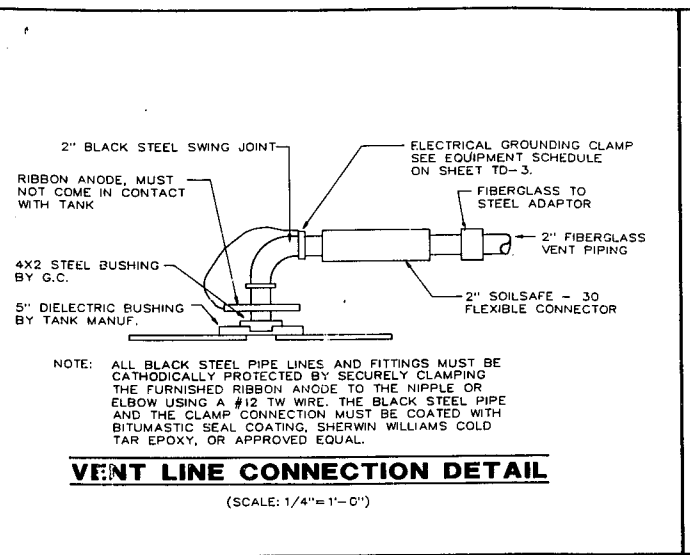 2" BLACK STEEL SWING JOINT
ELECTRICAL GROUNDING CLAMP
SEE EQUIPMENT SCHEDULE
ON SHEET TD-3.
RIBBON ANODE, MUST
NOT COME IN CONTACT
WITH TANK
FIBERGLASS TO
STEEL ADAPTOR
2" FIBERGLASS
VENT PIPING
4X2 STEEL BUSHING
BY G.C.
5" DIELECTRIC BUSHING
BY TANK MANUF.
2" SOILSAFE - 30
FLEXIBLE CONNECTOR
NOTE: ALL BLACK STEEL PIPE LINES AND FITTINGS MUST BE
CATHODICALLY PROTECTED BY SECURELY CLAMPING
THE FURNISHED RIBBON ANODE TO THE NIPPLE OR
ELBOW USING A #12 TW WIRE. THE BLACK STEEL PIPE
AND THE CLAMP CONNECTION MUST BE COATED WITH
BITUMASTIC SEAL COATING, SHERWIN WILLIAMS COLD
TAR EPOXY, OR APPROVED EQUAL.
VENT LINE CONNECTION DETAIL
(SCALE: 1/4"=1'-0")